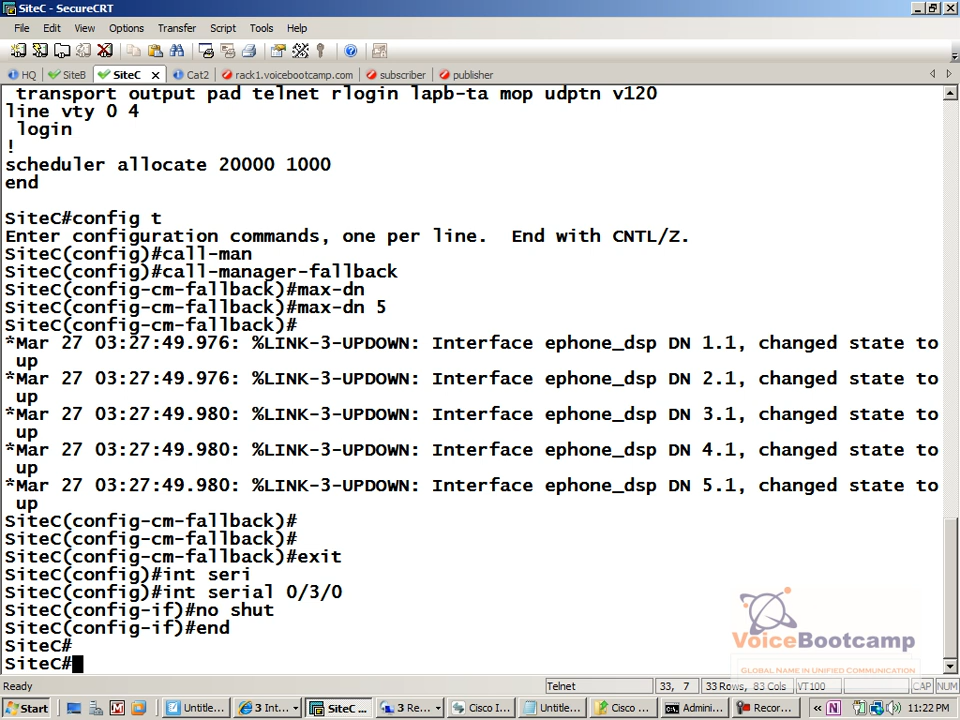 SiteC - SecureCRT
File Edit View Options Transfer Script Tools Help
HQ SiteB SiteC Cat2 rack1.voicebootcamp.com subscriber publisher
transport output pad telnet rlogin lapb-ta mop udptn v120
line vty 0 4
login
!
scheduler allocate 20000 1000
end
SiteC#config t
Enter configuration commands, one per line.  End with CNTL/Z.
SiteC(config)#call-man
SiteC(config)#call-manager-fallback
SiteC(config-cm-fallback)#max-dn
SiteC(config-cm-fallback)#max-dn 5
SiteC(config-cm-fallback)#
*Mar 27 03:27:49.976: %LINK-3-UPDOWN: Interface ephone_dsp DN 1.1, changed state to
up
*Mar 27 03:27:49.976: %LINK-3-UPDOWN: Interface ephone_dsp DN 2.1, changed state to
up
*Mar 27 03:27:49.980: %LINK-3-UPDOWN: Interface ephone_dsp DN 3.1, changed state to
up
*Mar 27 03:27:49.980: %LINK-3-UPDOWN: Interface ephone_dsp DN 4.1, changed state to
up
*Mar 27 03:27:49.980: %LINK-3-UPDOWN: Interface ephone_dsp DN 5.1, changed state to
up
SiteC(config-cm-fallback)#
SiteC(config-cm-fallback)#
SiteC(config-cm-fallback)#exit
SiteC(config)#int seri
SiteC(config)#int serial 0/3/0
SiteC(config-if)#no shut
SiteC(config-if)#end
SiteC#
SiteC#
VoiceBootcamp
GLOBAL NAME IN UNIFIED COMMUNICATION
Ready Telnet 33, 7 33 Rows, 83 Cols VT100 CAP NUM
Start Untitle... 3 Int... SiteC ... 3 Re... Cisco I... Untitle... Cisco ... Admini... Recor... « 11:22 PM